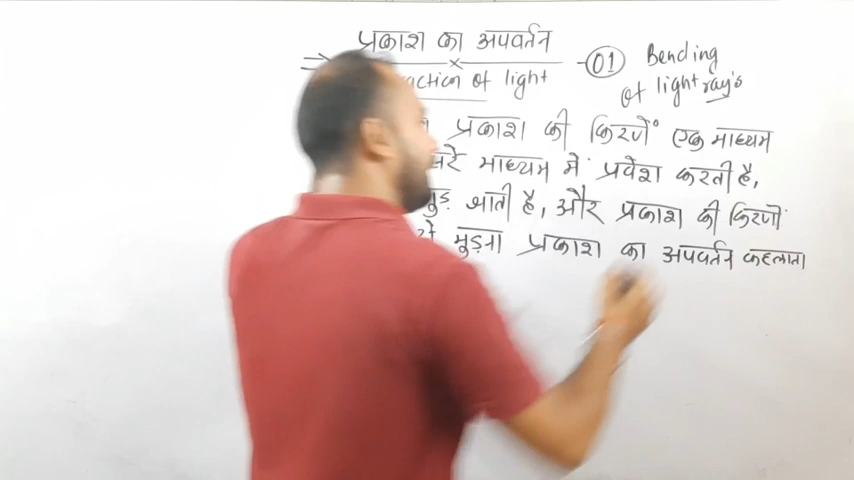 ⇒ प्रकाश का अपवर्तन
of light
01
Bending
of light ray's
प्रकाश की किरणें एक माध्यम
माध्यम में प्रवेश करती है,
आती है, और प्रकाश की किरणों
मुड़ना प्रकाश का अपवर्तन कहलाता